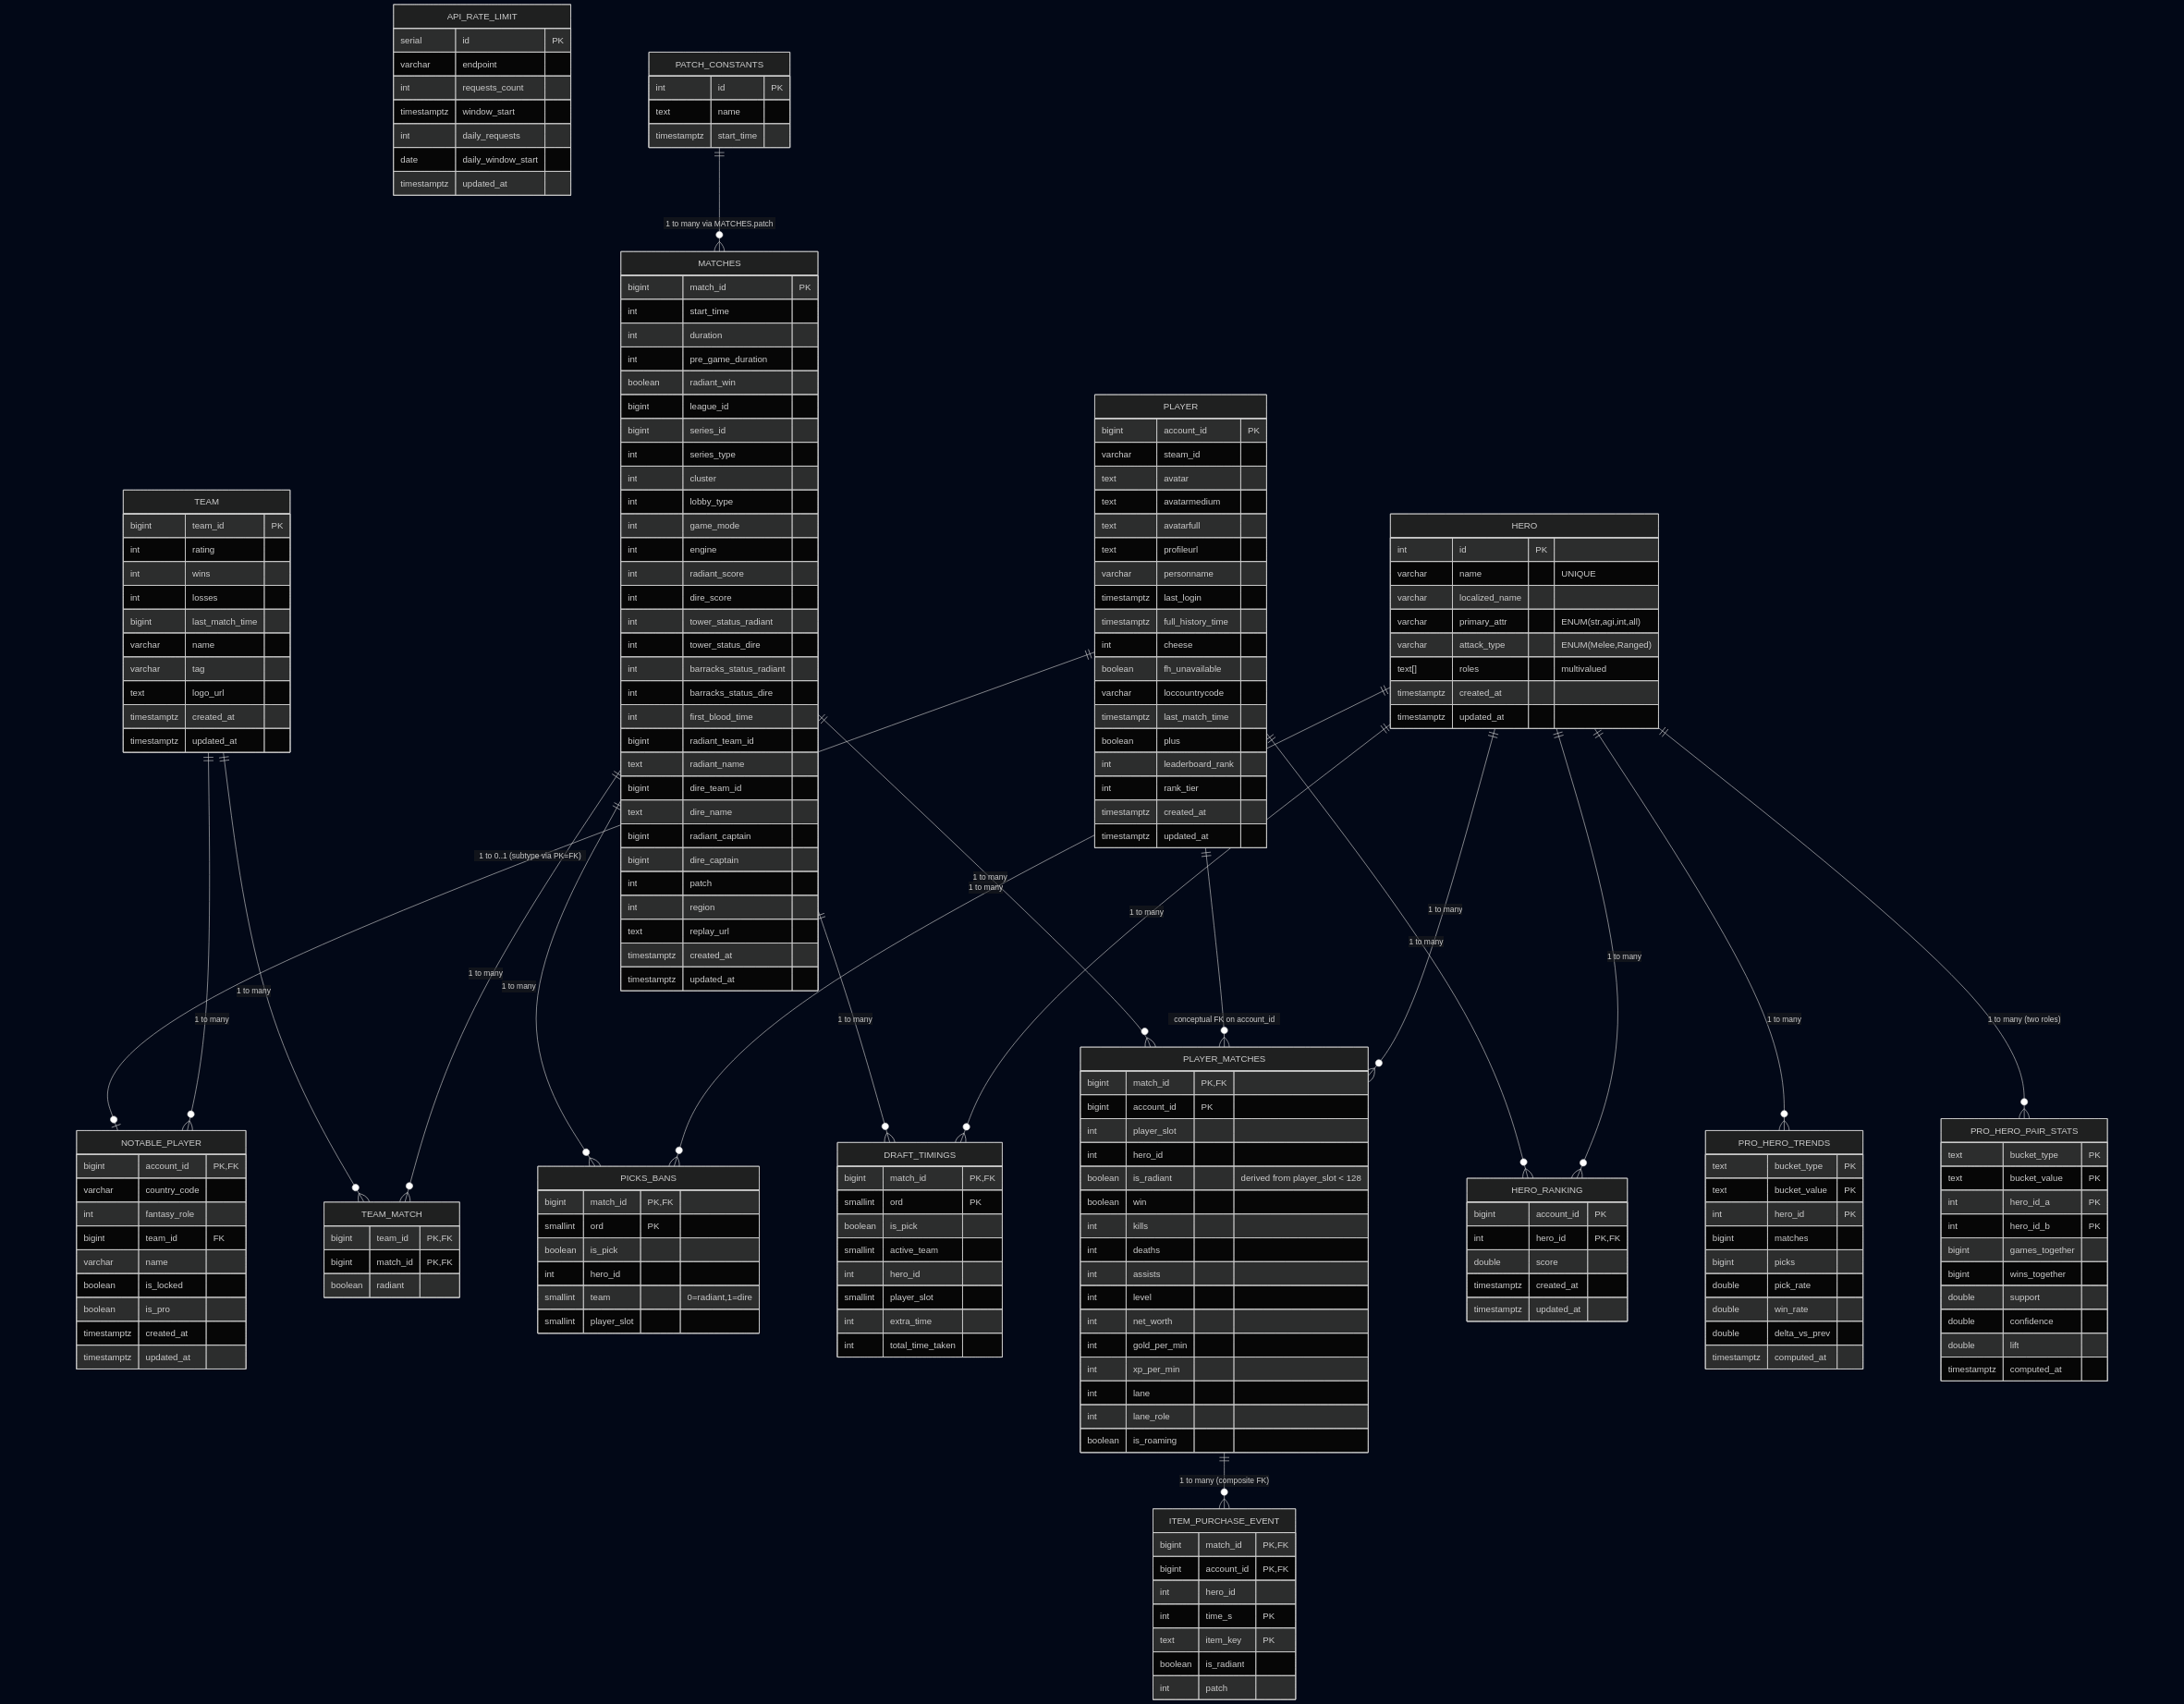 API_RATE_LIMIT
serial id PK
varchar endpoint
int requests_count
timestamptz window_start
int daily_requests
date daily_window_start
timestamptz updated_at
PATCH_CONSTANTS
int id PK
text name
timestamptz start_time
1 to many via MATCHES.patch
MATCHES
bigint match_id PK
int start_time
int duration
int pre_game_duration
boolean radiant_win
bigint league_id
bigint series_id
int series_type
int cluster
int lobby_type
int game_mode
int engine
int radiant_score
int dire_score
int tower_status_radiant
int tower_status_dire
int barracks_status_radiant
int barracks_status_dire
int first_blood_time
bigint radiant_team_id
text radiant_name
bigint dire_team_id
text dire_name
bigint radiant_captain
bigint dire_captain
int patch
int region
text replay_url
timestamptz created_at
timestamptz updated_at
PLAYER
bigint account_id PK
varchar steam_id
text avatar
text avatarmedium
text avatarfull
text profileurl
varchar personname
timestamptz last_login
timestamptz full_history_time
int cheese
boolean fh_unavailable
varchar loccountrycode
timestamptz last_match_time
boolean plus
int leaderboard_rank
int rank_tier
timestamptz created_at
timestamptz updated_at
TEAM
bigint team_id PK
int rating
int wins
int losses
bigint last_match_time
varchar name
varchar tag
text logo_url
timestamptz created_at
timestamptz updated_at
HERO
int id PK
varchar name UNIQUE
varchar localized_name
varchar primary_attr ENUM(str,agi,int,all)
varchar attack_type ENUM(Melee,Ranged)
text[] roles multivalued
timestamptz created_at
timestamptz updated_at
1 to 0..1 (subtype via PK=FK)
1 to many
1 to many
1 to many
1 to many
1 to many
1 to many
1 to many
1 to many
1 to many
1 to many
1 to many
1 to many
1 to many
conceptual FK on account_id
1 to many
1 to many (two roles)
NOTABLE_PLAYER
bigint account_id PK,FK
varchar country_code
int fantasy_role
bigint team_id FK
varchar name
boolean is_locked
boolean is_pro
timestamptz created_at
timestamptz updated_at
TEAM_MATCH
bigint team_id PK,FK
bigint match_id PK,FK
boolean radiant
PICKS_BANS
bigint match_id PK,FK
smallint ord PK
boolean is_pick
int hero_id
smallint team 0=radiant,1=dire
smallint player_slot
DRAFT_TIMINGS
bigint match_id PK,FK
smallint ord PK
boolean is_pick
smallint active_team
int hero_id
smallint player_slot
int extra_time
int total_time_taken
PLAYER_MATCHES
bigint match_id PK,FK
bigint account_id PK
int player_slot
int hero_id
boolean is_radiant derived from player_slot < 128
boolean win
int kills
int deaths
int assists
int level
int net_worth
int gold_per_min
int xp_per_min
int lane
int lane_role
boolean is_roaming
HERO_RANKING
bigint account_id PK
int hero_id PK,FK
double score
timestamptz created_at
timestamptz updated_at
PRO_HERO_TRENDS
text bucket_type PK
text bucket_value PK
int hero_id PK
bigint matches
bigint picks
double pick_rate
double win_rate
double delta_vs_prev
timestamptz computed_at
PRO_HERO_PAIR_STATS
text bucket_type PK
text bucket_value PK
int hero_id_a PK
int hero_id_b PK
bigint games_together
bigint wins_together
double support
double confidence
double lift
timestamptz computed_at
1 to many (composite FK)
ITEM_PURCHASE_EVENT
bigint match_id PK,FK
bigint account_id PK,FK
int hero_id
int time_s PK
text item_key PK
boolean is_radiant
int patch